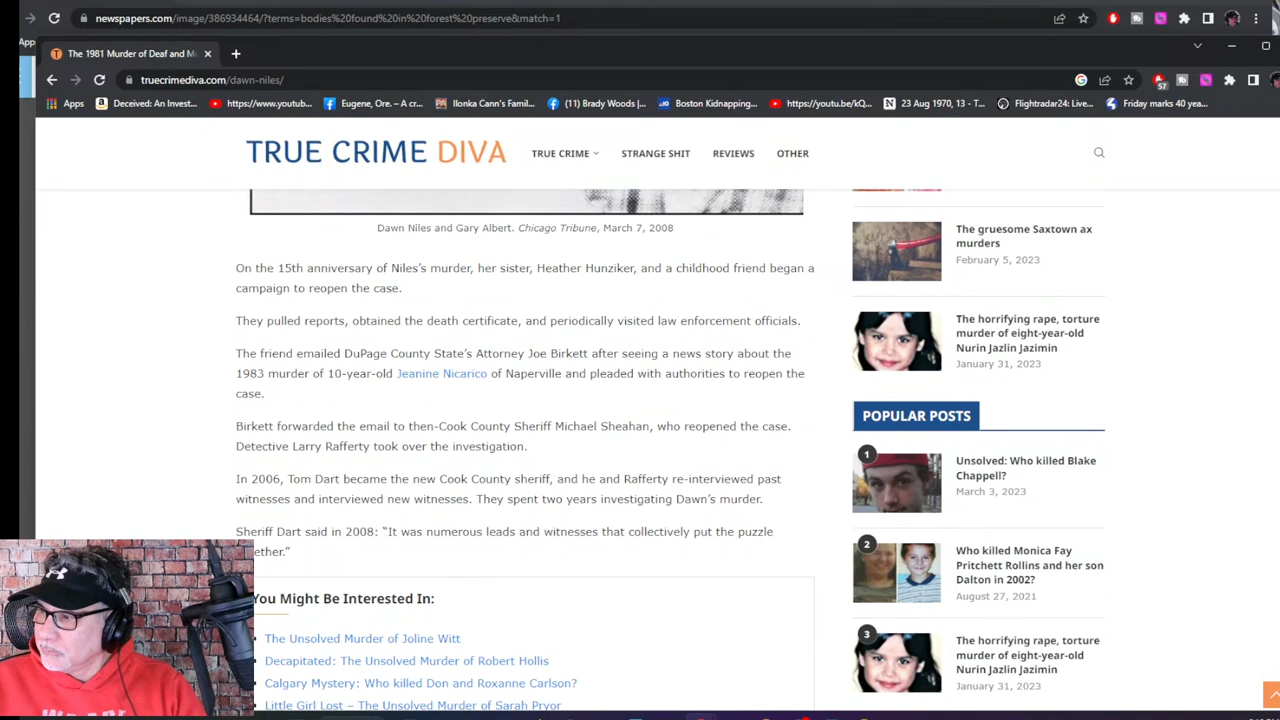 newspapers.com/image/386934464/?terms=bodies%20found%20in%20forest%20preserve&match=1
App
The 1981 Murder of Deaf and Mu
truecrimediva.com/dawn-niles/
57
Apps
Deceived: An Invest...
https://www.youtub...
Eugene, Ore. – A cr...
Ilonka Cann's Famil...
(11) Brady Woods |...
Boston Kidnapping...
https://youtu.be/kQ...
23 Aug 1970, 13 - T...
Flightradar24: Live...
Friday marks 40 yea...
TRUE CRIME DIVA
TRUE CRIME
STRANGE SHIT
REVIEWS
OTHER
Dawn Niles and Gary Albert. Chicago Tribune, March 7, 2008
On the 15th anniversary of Niles's murder, her sister, Heather Hunziker, and a childhood friend began a
campaign to reopen the case.
They pulled reports, obtained the death certificate, and periodically visited law enforcement officials.
The friend emailed DuPage County State's Attorney Joe Birkett after seeing a news story about the
1983 murder of 10-year-old Jeanine Nicarico of Naperville and pleaded with authorities to reopen the
case.
Birkett forwarded the email to then-Cook County Sheriff Michael Sheahan, who reopened the case.
Detective Larry Rafferty took over the investigation.
In 2006, Tom Dart became the new Cook County sheriff, and he and Rafferty re-interviewed past
witnesses and interviewed new witnesses. They spent two years investigating Dawn's murder.
Sheriff Dart said in 2008: "It was numerous leads and witnesses that collectively put the puzzle
ether."
You Might Be Interested In:
The Unsolved Murder of Joline Witt
Decapitated: The Unsolved Murder of Robert Hollis
Calgary Mystery: Who killed Don and Roxanne Carlson?
Little Girl Lost – The Unsolved Murder of Sarah Pryor
The gruesome Saxtown ax
murders
February 5, 2023
The horrifying rape, torture
murder of eight-year-old
Nurin Jazlin Jazimin
January 31, 2023
POPULAR POSTS
1
Unsolved: Who killed Blake
Chappell?
March 3, 2023
2
Who killed Monica Fay
Pritchett Rollins and her son
Dalton in 2002?
August 27, 2021
3
The horrifying rape, torture
murder of eight-year-old
Nurin Jazlin Jazimin
January 31, 2023